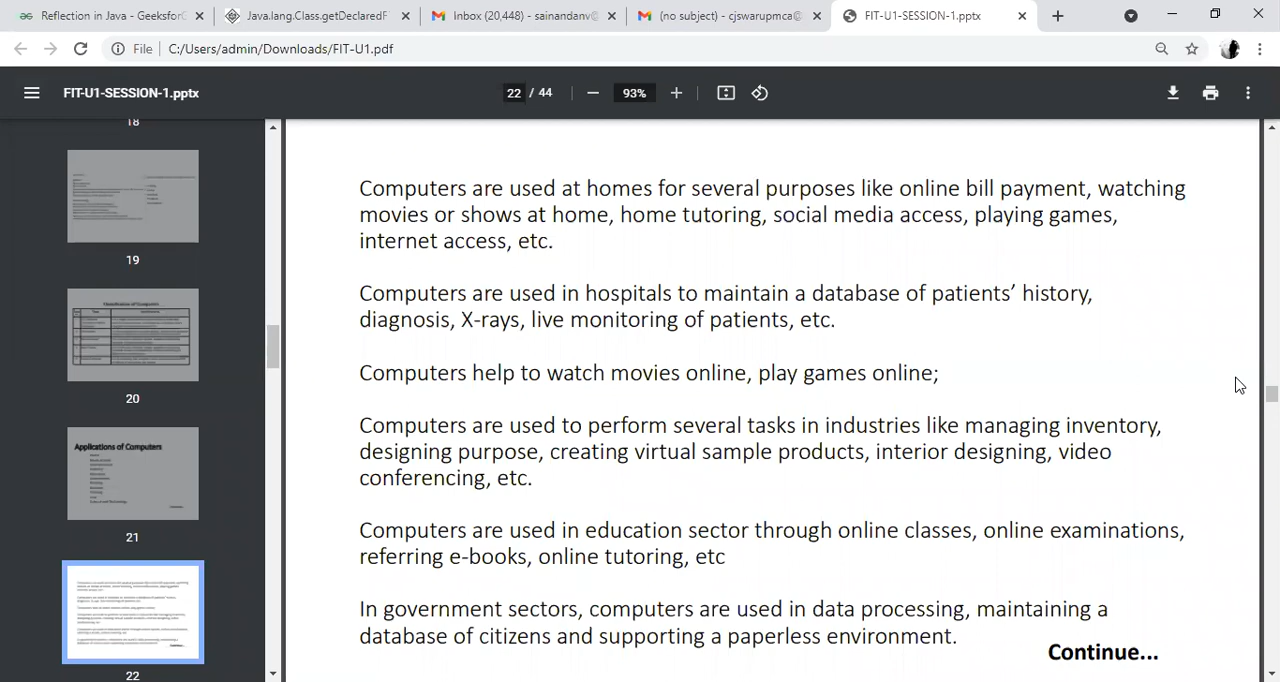 Reflection in Java - GeeksforG
Java.lang.Class.getDeclaredF
Inbox (20,448) - sainandanv@
(no subject) - cjswarupmca@
FIT-U1-SESSION-1.pptx
File
C:/Users/admin/Downloads/FIT-U1.pdf
FIT-U1-SESSION-1.pptx
22 / 44
93%
18
19
20
Applications of Computers
21
22
Computers are used at homes for several purposes like online bill payment, watching
movies or shows at home, home tutoring, social media access, playing games,
internet access, etc.
Computers are used in hospitals to maintain a database of patients’ history,
diagnosis, X-rays, live monitoring of patients, etc.
Computers help to watch movies online, play games online;
Computers are used to perform several tasks in industries like managing inventory,
designing purpose, creating virtual sample products, interior designing, video
conferencing, etc.
Computers are used in education sector through online classes, online examinations,
referring e-books, online tutoring, etc
In government sectors, computers are used in data processing, maintaining a
database of citizens and supporting a paperless environment.
Continue...